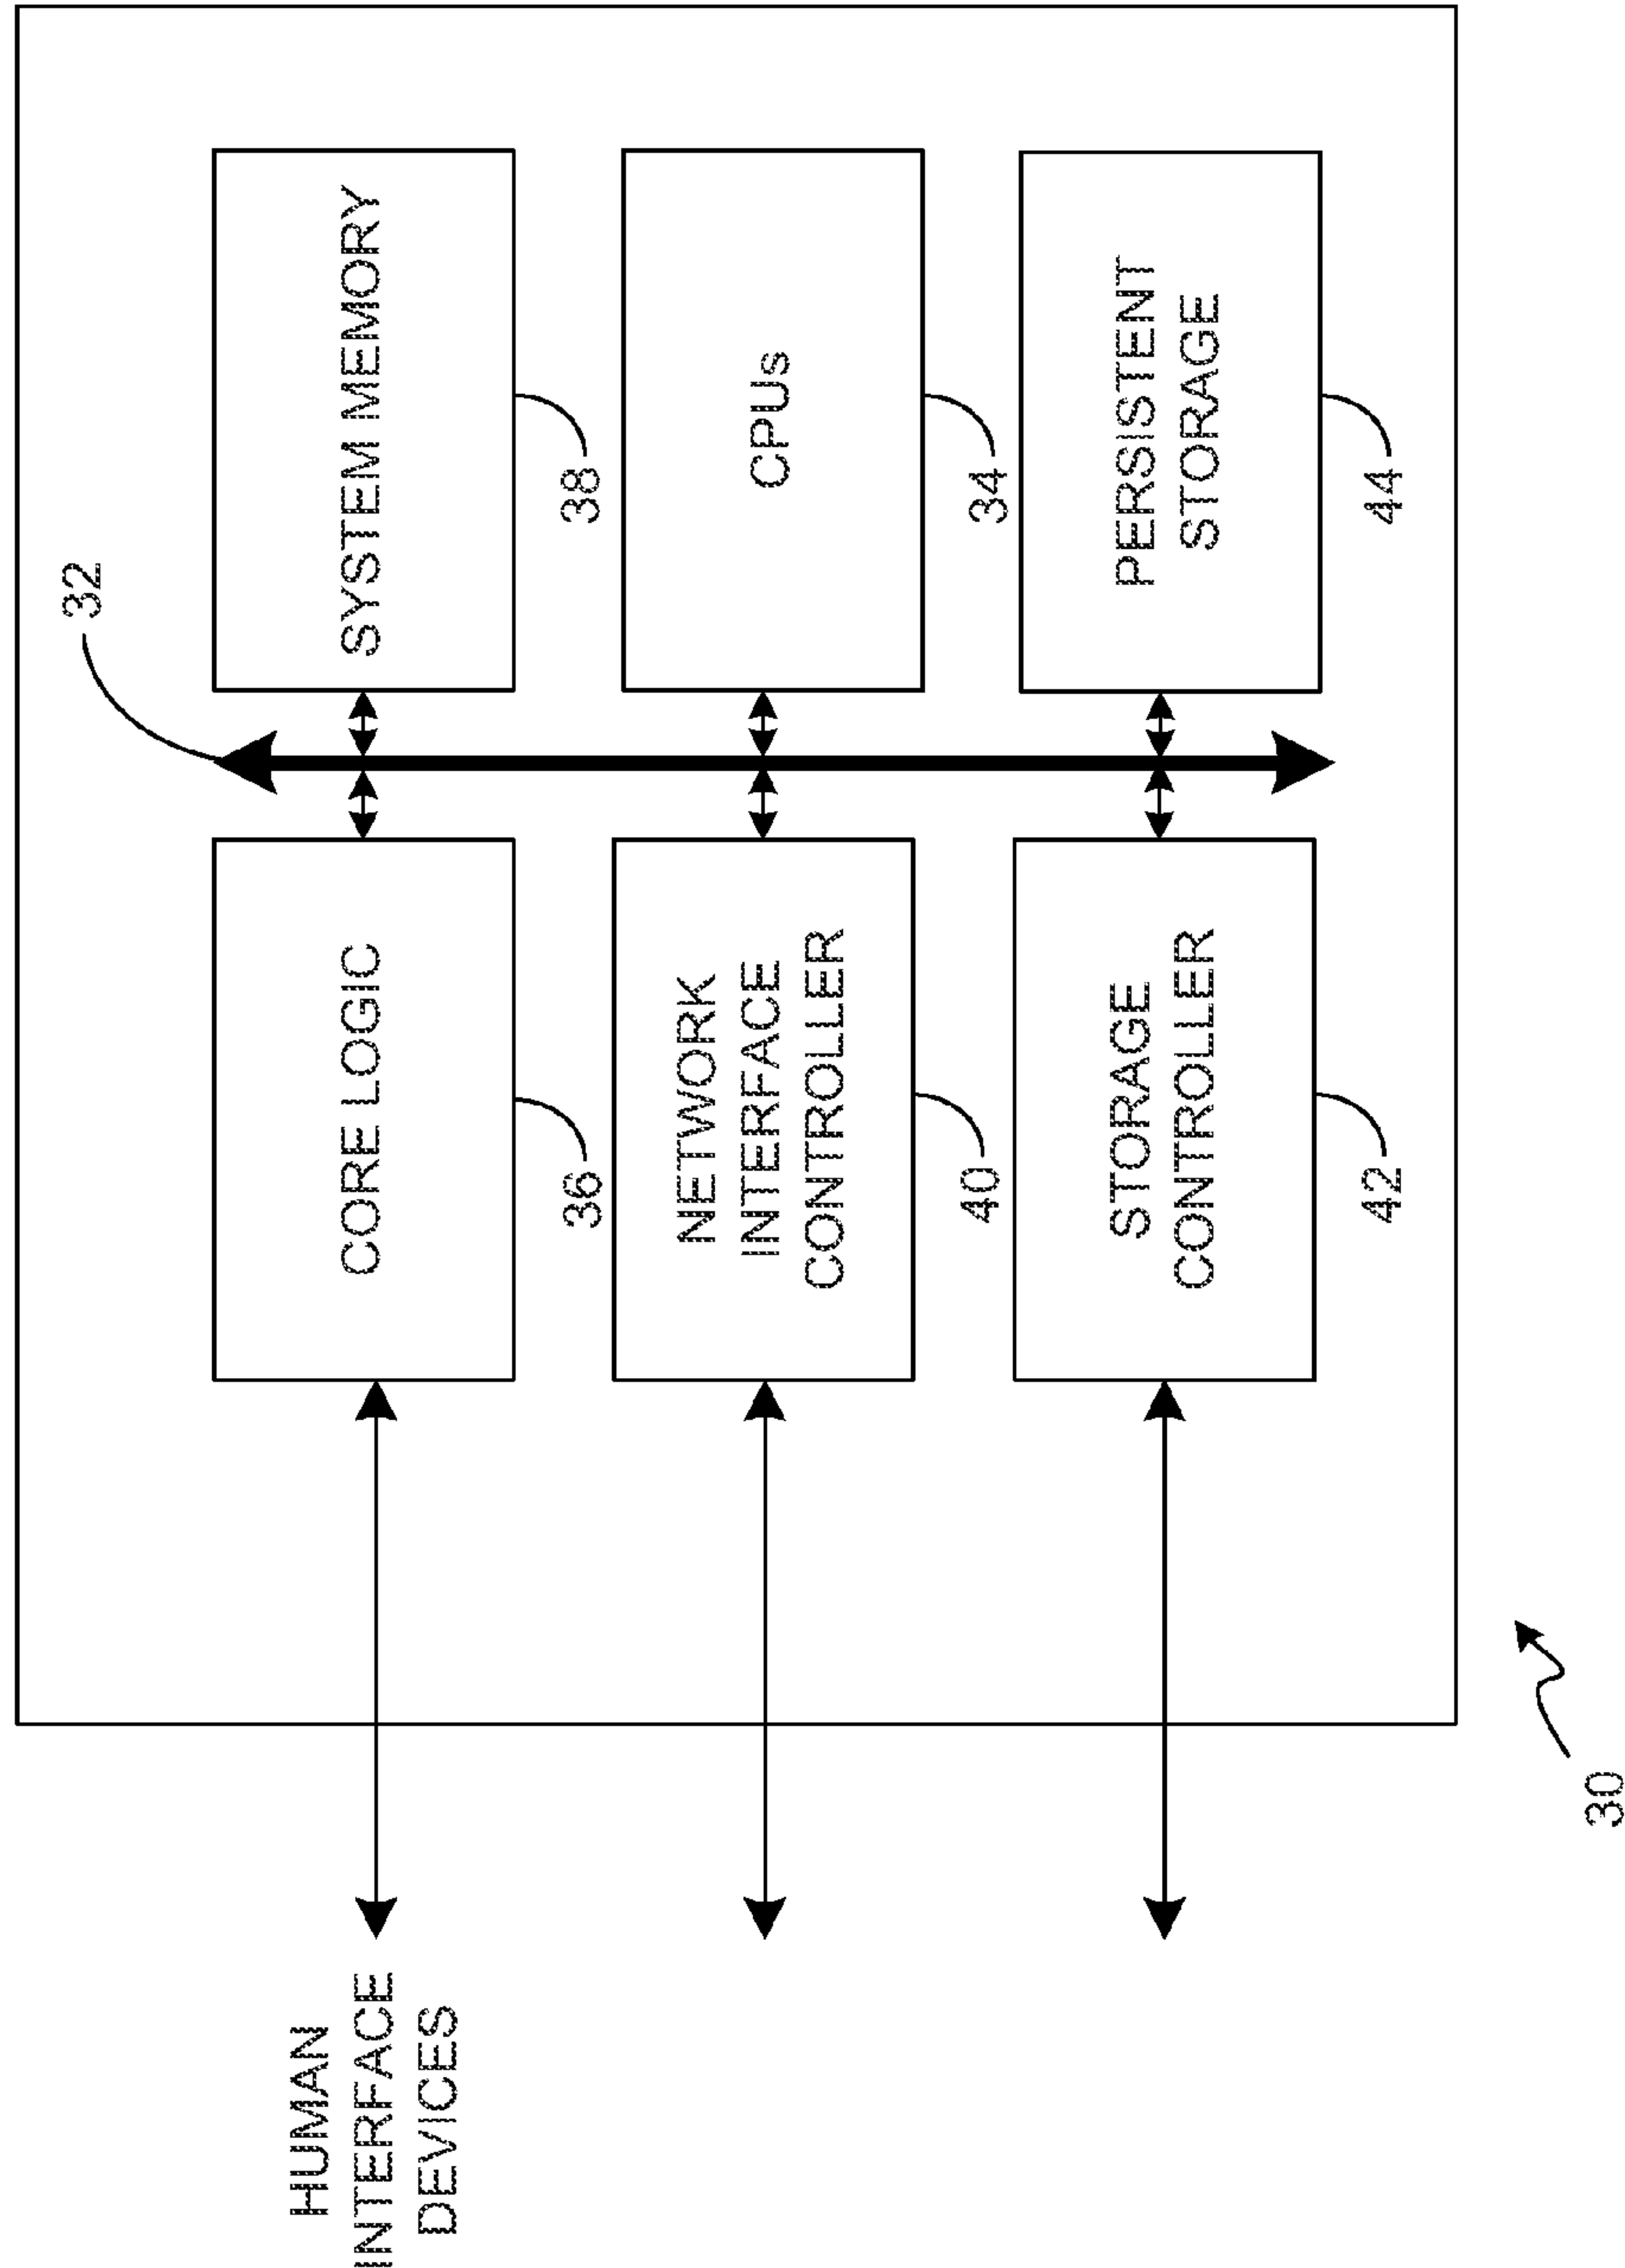 32
CORE LOGIC
36
SYSTEM MEMORY
38
HUMAN
INTERFACE
DEVICES
NETWORK
INTERFACE
CONTROLLER
40
CPUs
34
STORAGE
CONTROLLER
42
PERSISTENT
STORAGE
44
30